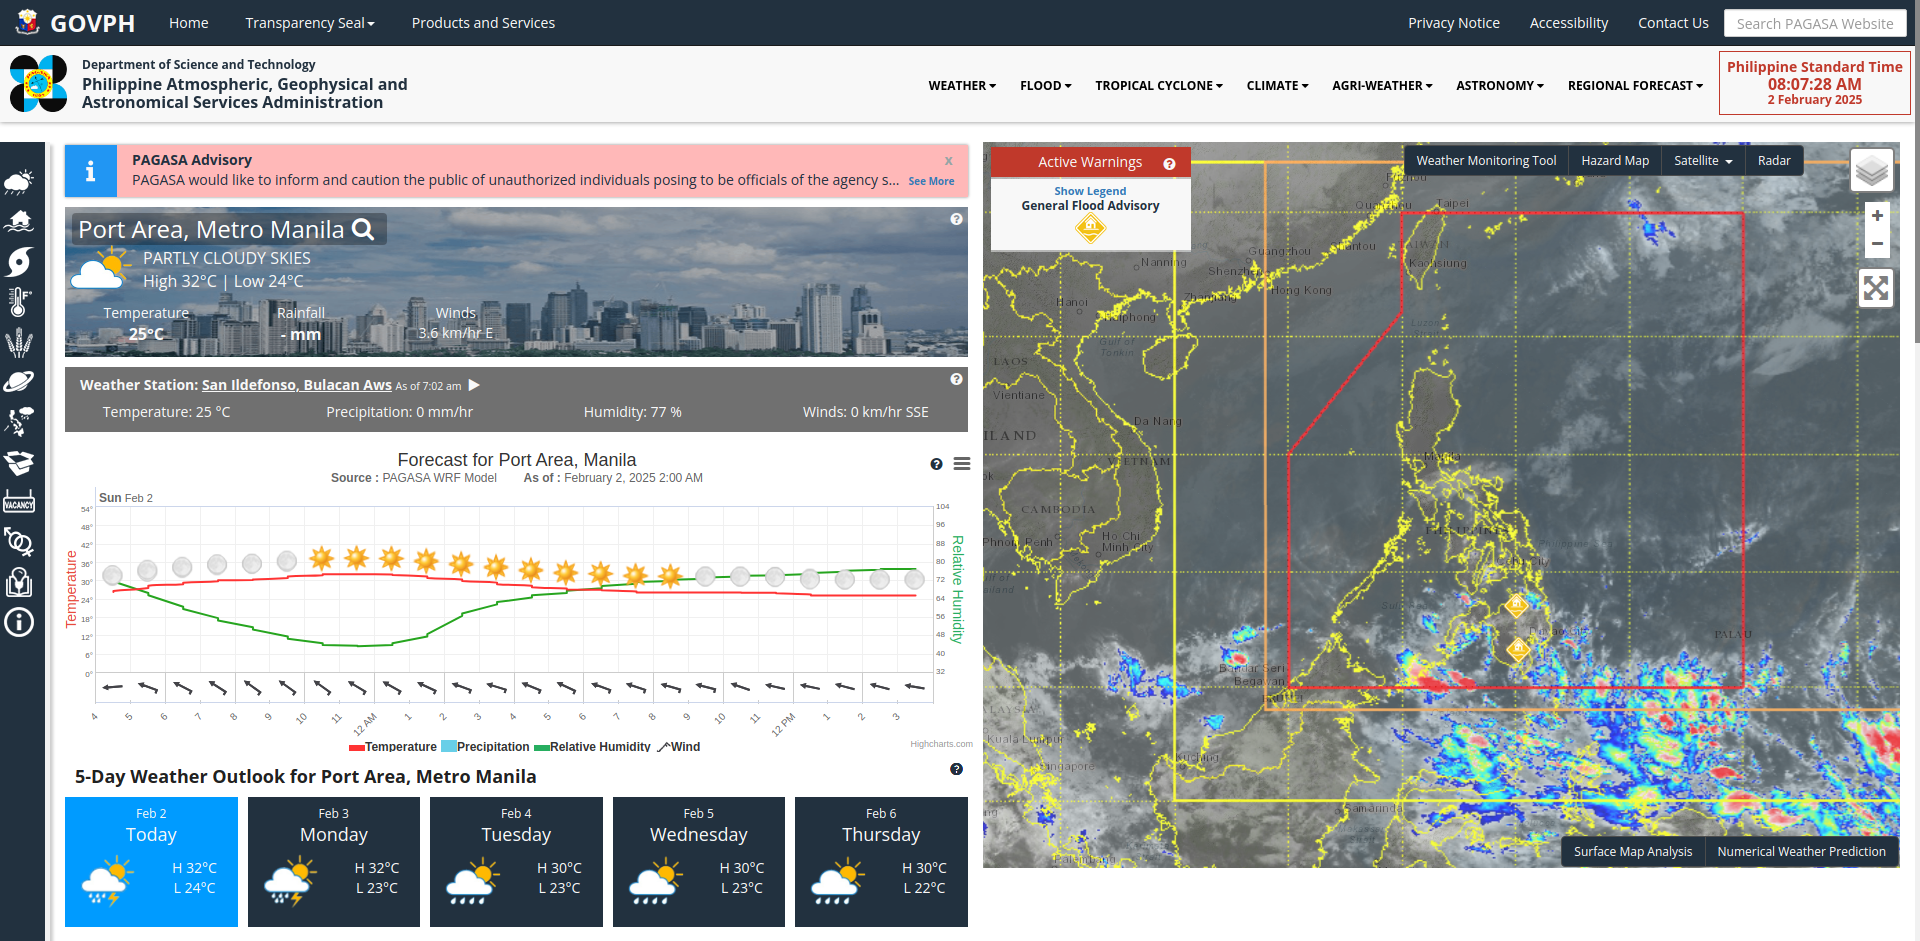 GOVPH
Home
Transparency Seal
Products and Services
Privacy Notice
Accessibility
Contact Us
Search PAGASA Website
Department of Science and Technology
Philippine Atmospheric, Geophysical and
Astronomical Services Administration
WEATHER
FLOOD
TROPICAL CYCLONE
CLIMATE
AGRI-WEATHER
ASTRONOMY
REGIONAL FORECAST
Philippine Standard Time
08:07:28 AM
2 February 2025
VACANCY
PAGASA Advisory
x
PAGASA would like to inform and caution the public of unauthorized individuals posing to be officials of the agency s...
See More
Port Area, Metro Manila
PARTLY CLOUDY SKIES
High 32°C | Low 24°C
Temperature
Rainfall
Winds
25°C
- mm
3.6 km/hr E
Weather Station: San Ildefonso, Bulacan Aws As of 7:02 am
Temperature: 25 °C
Precipitation: 0 mm/hr
Humidity: 77 %
Winds: 0 km/hr SSE
Forecast for Port Area, Manila
Source : PAGASA WRF Model
As of : February 2, 2025 2:00 AM
Sun Feb 2
54°
48°
42°
36°
30°
24°
18°
12°
6°
0°
Temperature
104
96
88
80
72
64
56
48
40
32
Relative Humidity
4
5
6
7
8
9
10
11
12 AM
1
2
3
4
5
6
7
8
9
10
11
12 PM
1
2
3
Temperature
Precipitation
Relative Humidity
Wind
Highcharts.com
5-Day Weather Outlook for Port Area, Metro Manila
Feb 2
Today
H 32°C
L 24°C
Feb 3
Monday
H 32°C
L 23°C
Feb 4
Tuesday
H 30°C
L 23°C
Feb 5
Wednesday
H 30°C
L 23°C
Feb 6
Thursday
H 30°C
L 22°C
Active Warnings
Show Legend
General Flood Advisory
Weather Monitoring Tool
Hazard Map
Satellite
Radar
+
−
Taipei
Guangzhou
Nanning
Kaohsiung
Shenzhen
Hong Kong
Hanoi
Gulf of
Tonkin
LAOS
Vientiane
Da Nang
VIETNAM
CAMBODIA
Ho Chi
Minh City
Bandar Seri
Begawan
PALAU
Kuala Lumpur
Kuching
Samarinda
Surface Map Analysis
Numerical Weather Prediction